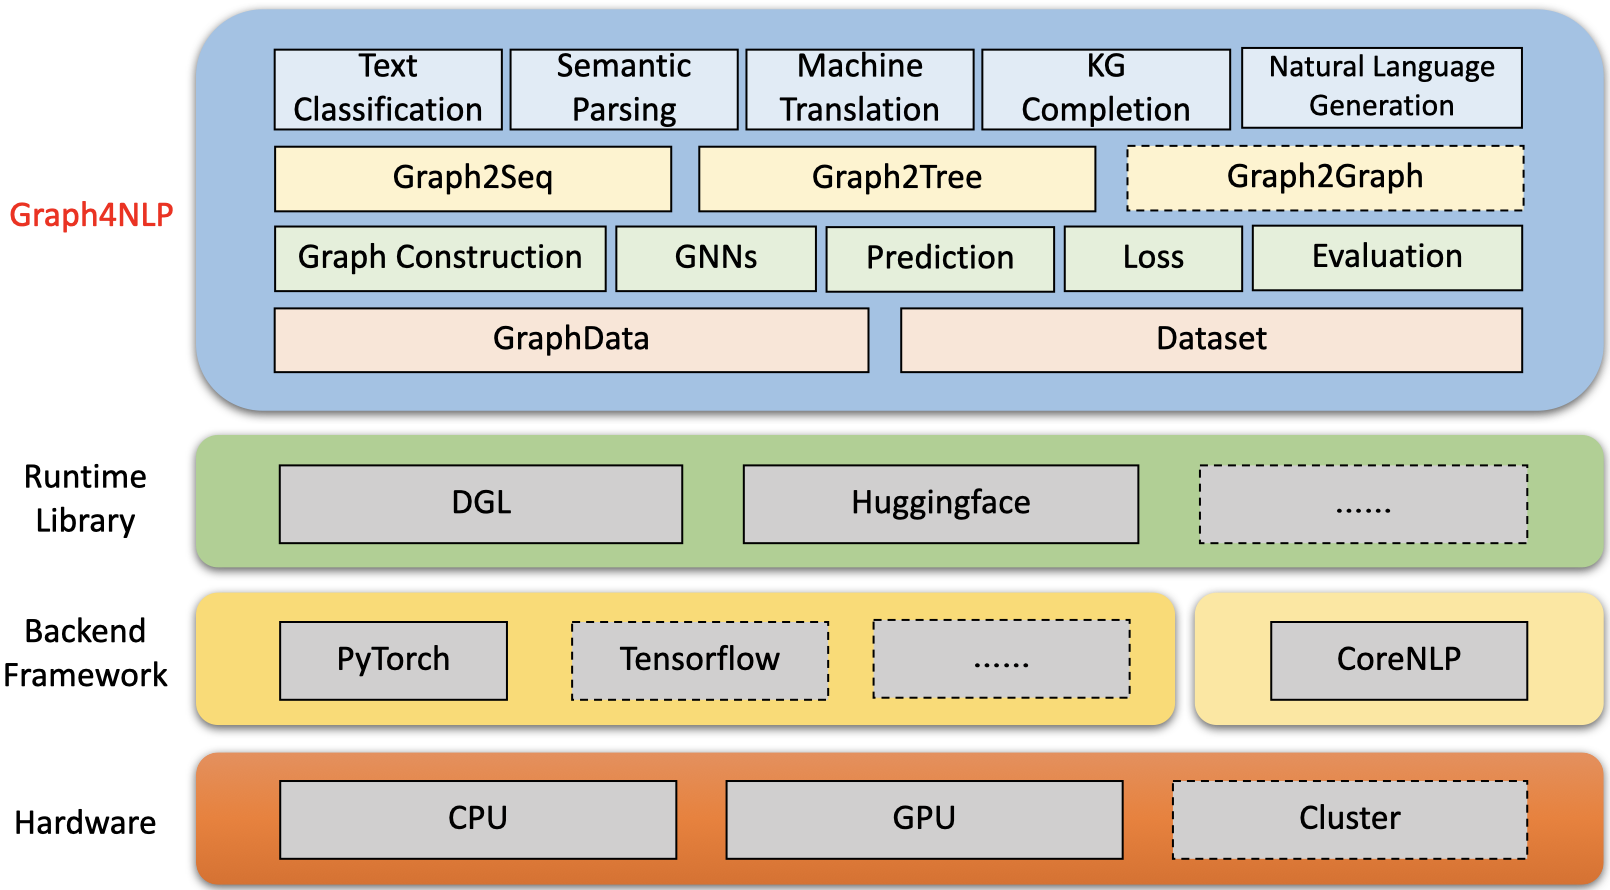 Graph4NLP
Text
Classification
Semantic
Parsing
Machine
Translation
KG
Completion
Natural Language
Generation
Graph2Seq
Graph2Tree
Graph2Graph
Graph Construction
GNNs
Prediction
Loss
Evaluation
GraphData
Dataset
Runtime
Library
DGL
Huggingface
......
Backend
Framework
PyTorch
Tensorflow
......
CoreNLP
Hardware
CPU
GPU
Cluster